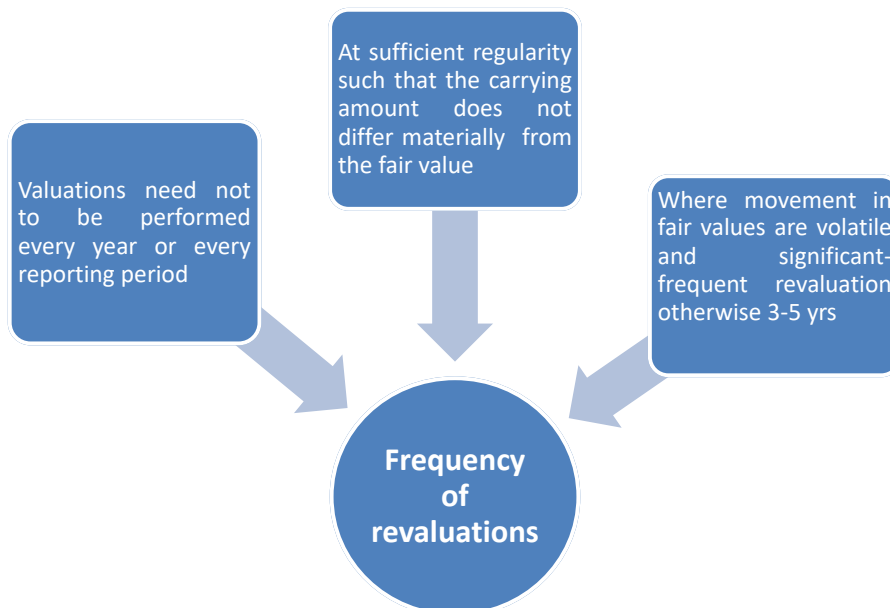 Valuations need not
to be performed
every year or every
reporting period
At sufficient regularity
such that the carrying
amount does not
differ materially from
the fair value
Where movement in
fair values are volatile
and significant-
frequent revaluation
otherwise 3-5 yrs
Frequency
of
revaluations